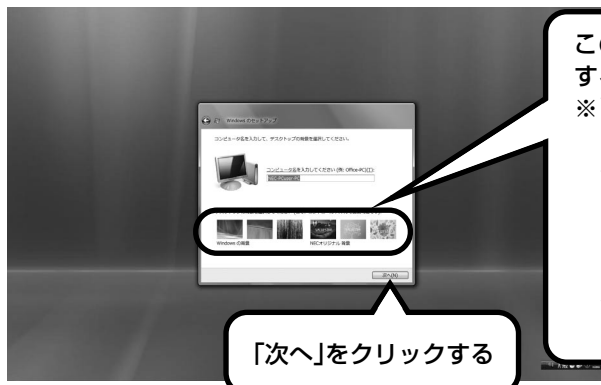 Windows のセットアップ
コンピュータ名を入力して、デスクトップの背景を選択してください。
コンピュータ名を入力してください (例: Office-PC)(T):
Windows の背景
NRCオリジナル 背景
次へ(N)
こ
す
※
「次へ」をクリックする